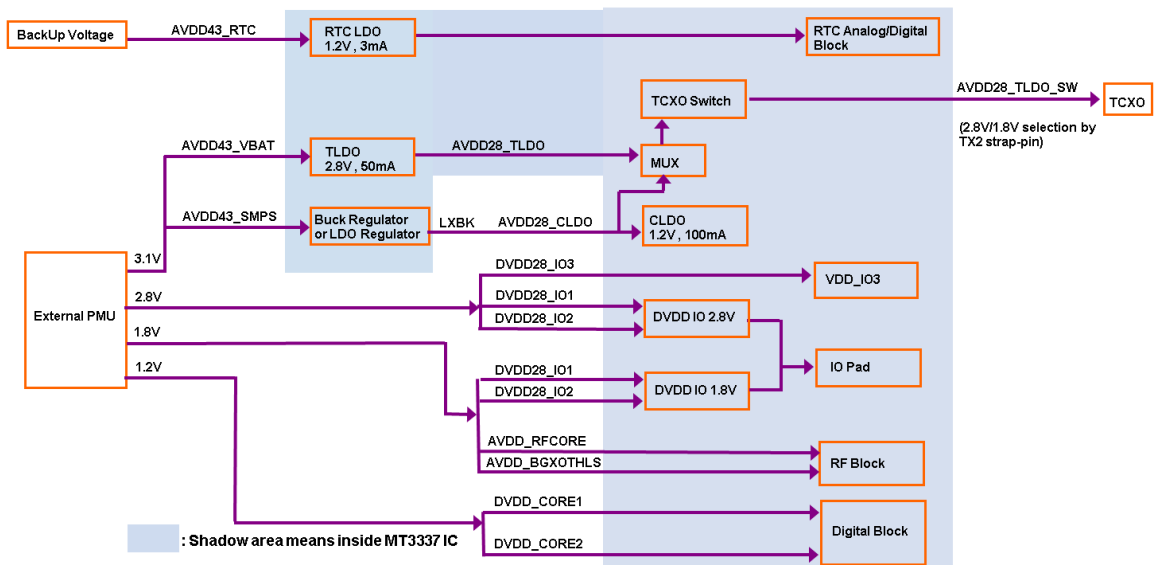 BackUp Voltage
AVDD43_RTC
RTC LDO
1.2V , 3mA
RTC Analog/Digital
Block
TCXO Switch
AVDD28_TLDO_SW
TCXO
(2.8V/1.8V selection by
TX2 strap-pin)
AVDD43_VBAT
TLDO
2.8V , 50mA
AVDD28_TLDO
MUX
AVDD43_SMPS
Buck Regulator
or LDO Regulator
LXBK
AVDD28_CLDO
CLDO
1.2V , 100mA
External PMU
3.1V
2.8V
1.8V
1.2V
DVDD28_IO3
VDD_IO3
DVDD28_IO1
DVDD28_IO2
DVDD IO 2.8V
IO Pad
DVDD28_IO1
DVDD28_IO2
DVDD IO 1.8V
AVDD_RFCORE
AVDD_BGXOTHLS
RF Block
DVDD_CORE1
DVDD_CORE2
Digital Block
: Shadow area means inside MT3337 IC